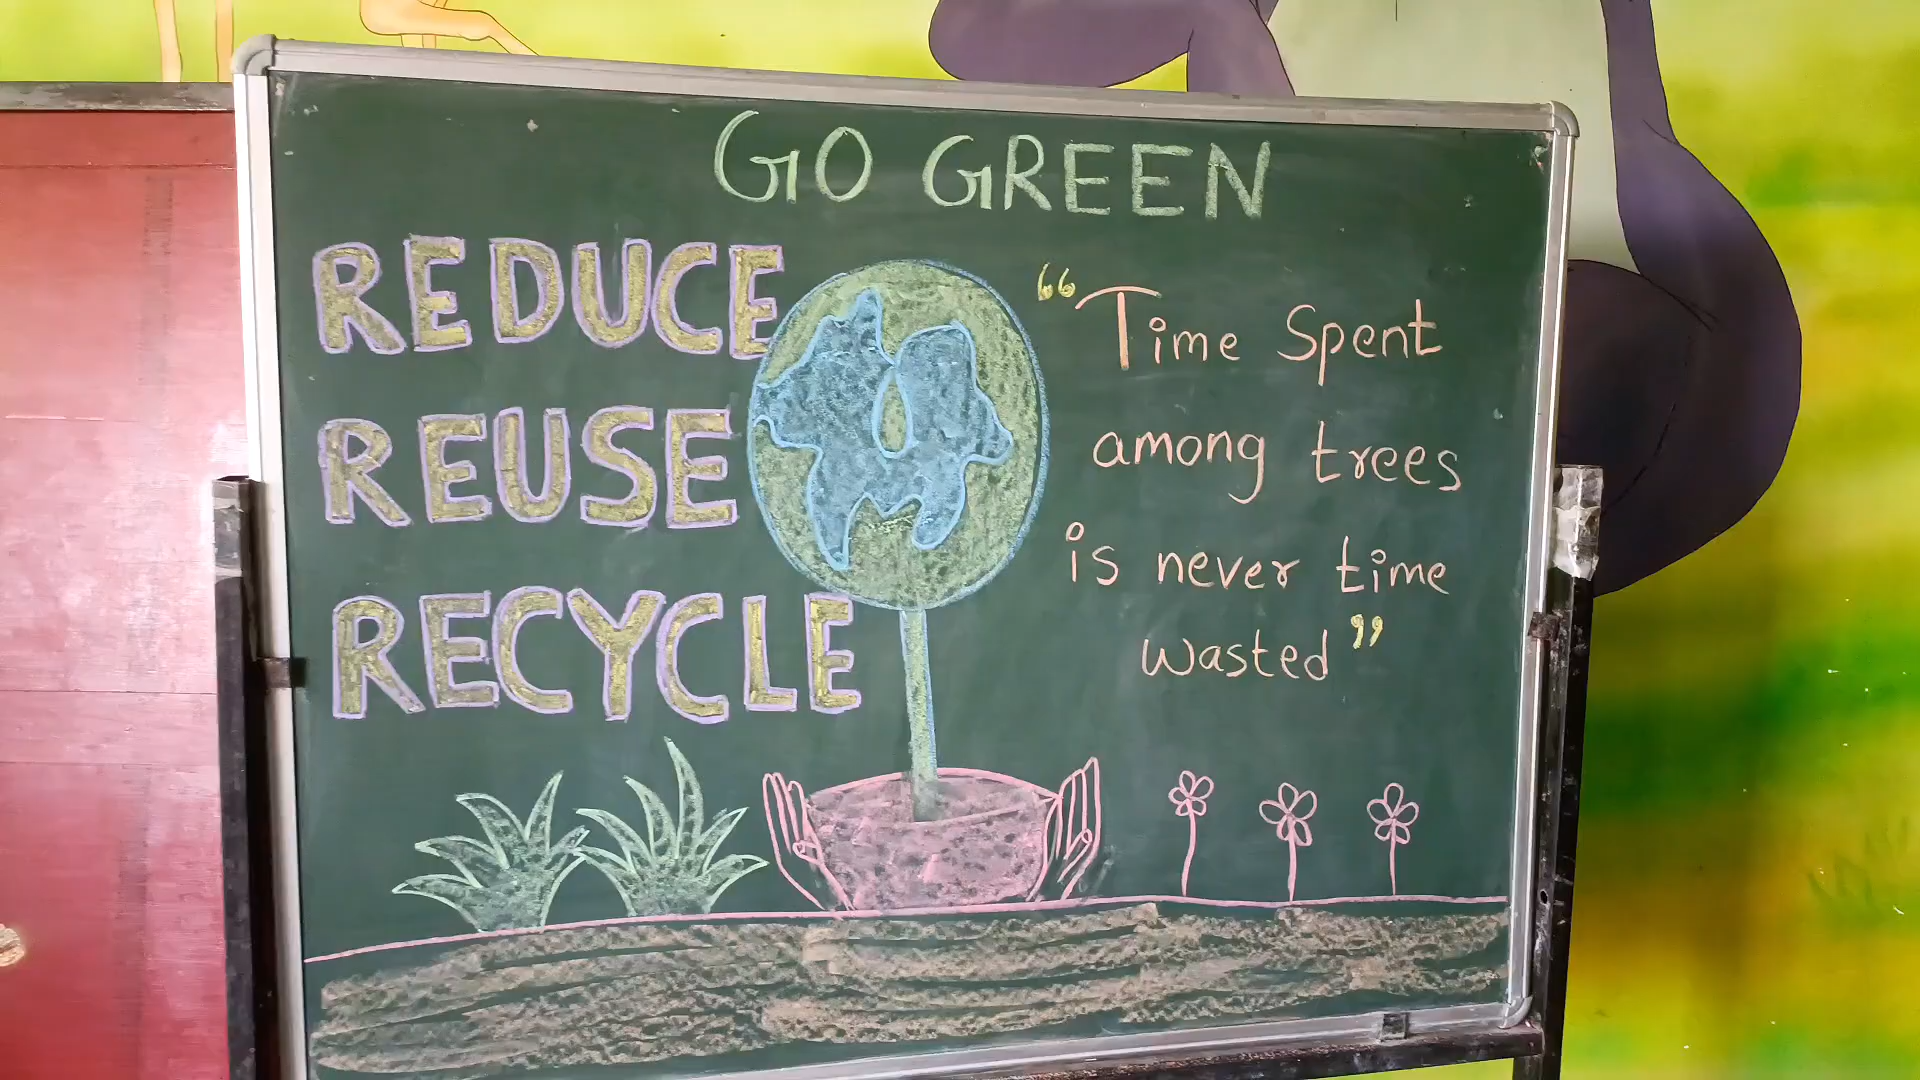 GO GREEN
REDUCE
REUSE
RECYCLE
“Time Spent
among trees
is never time
wasted”